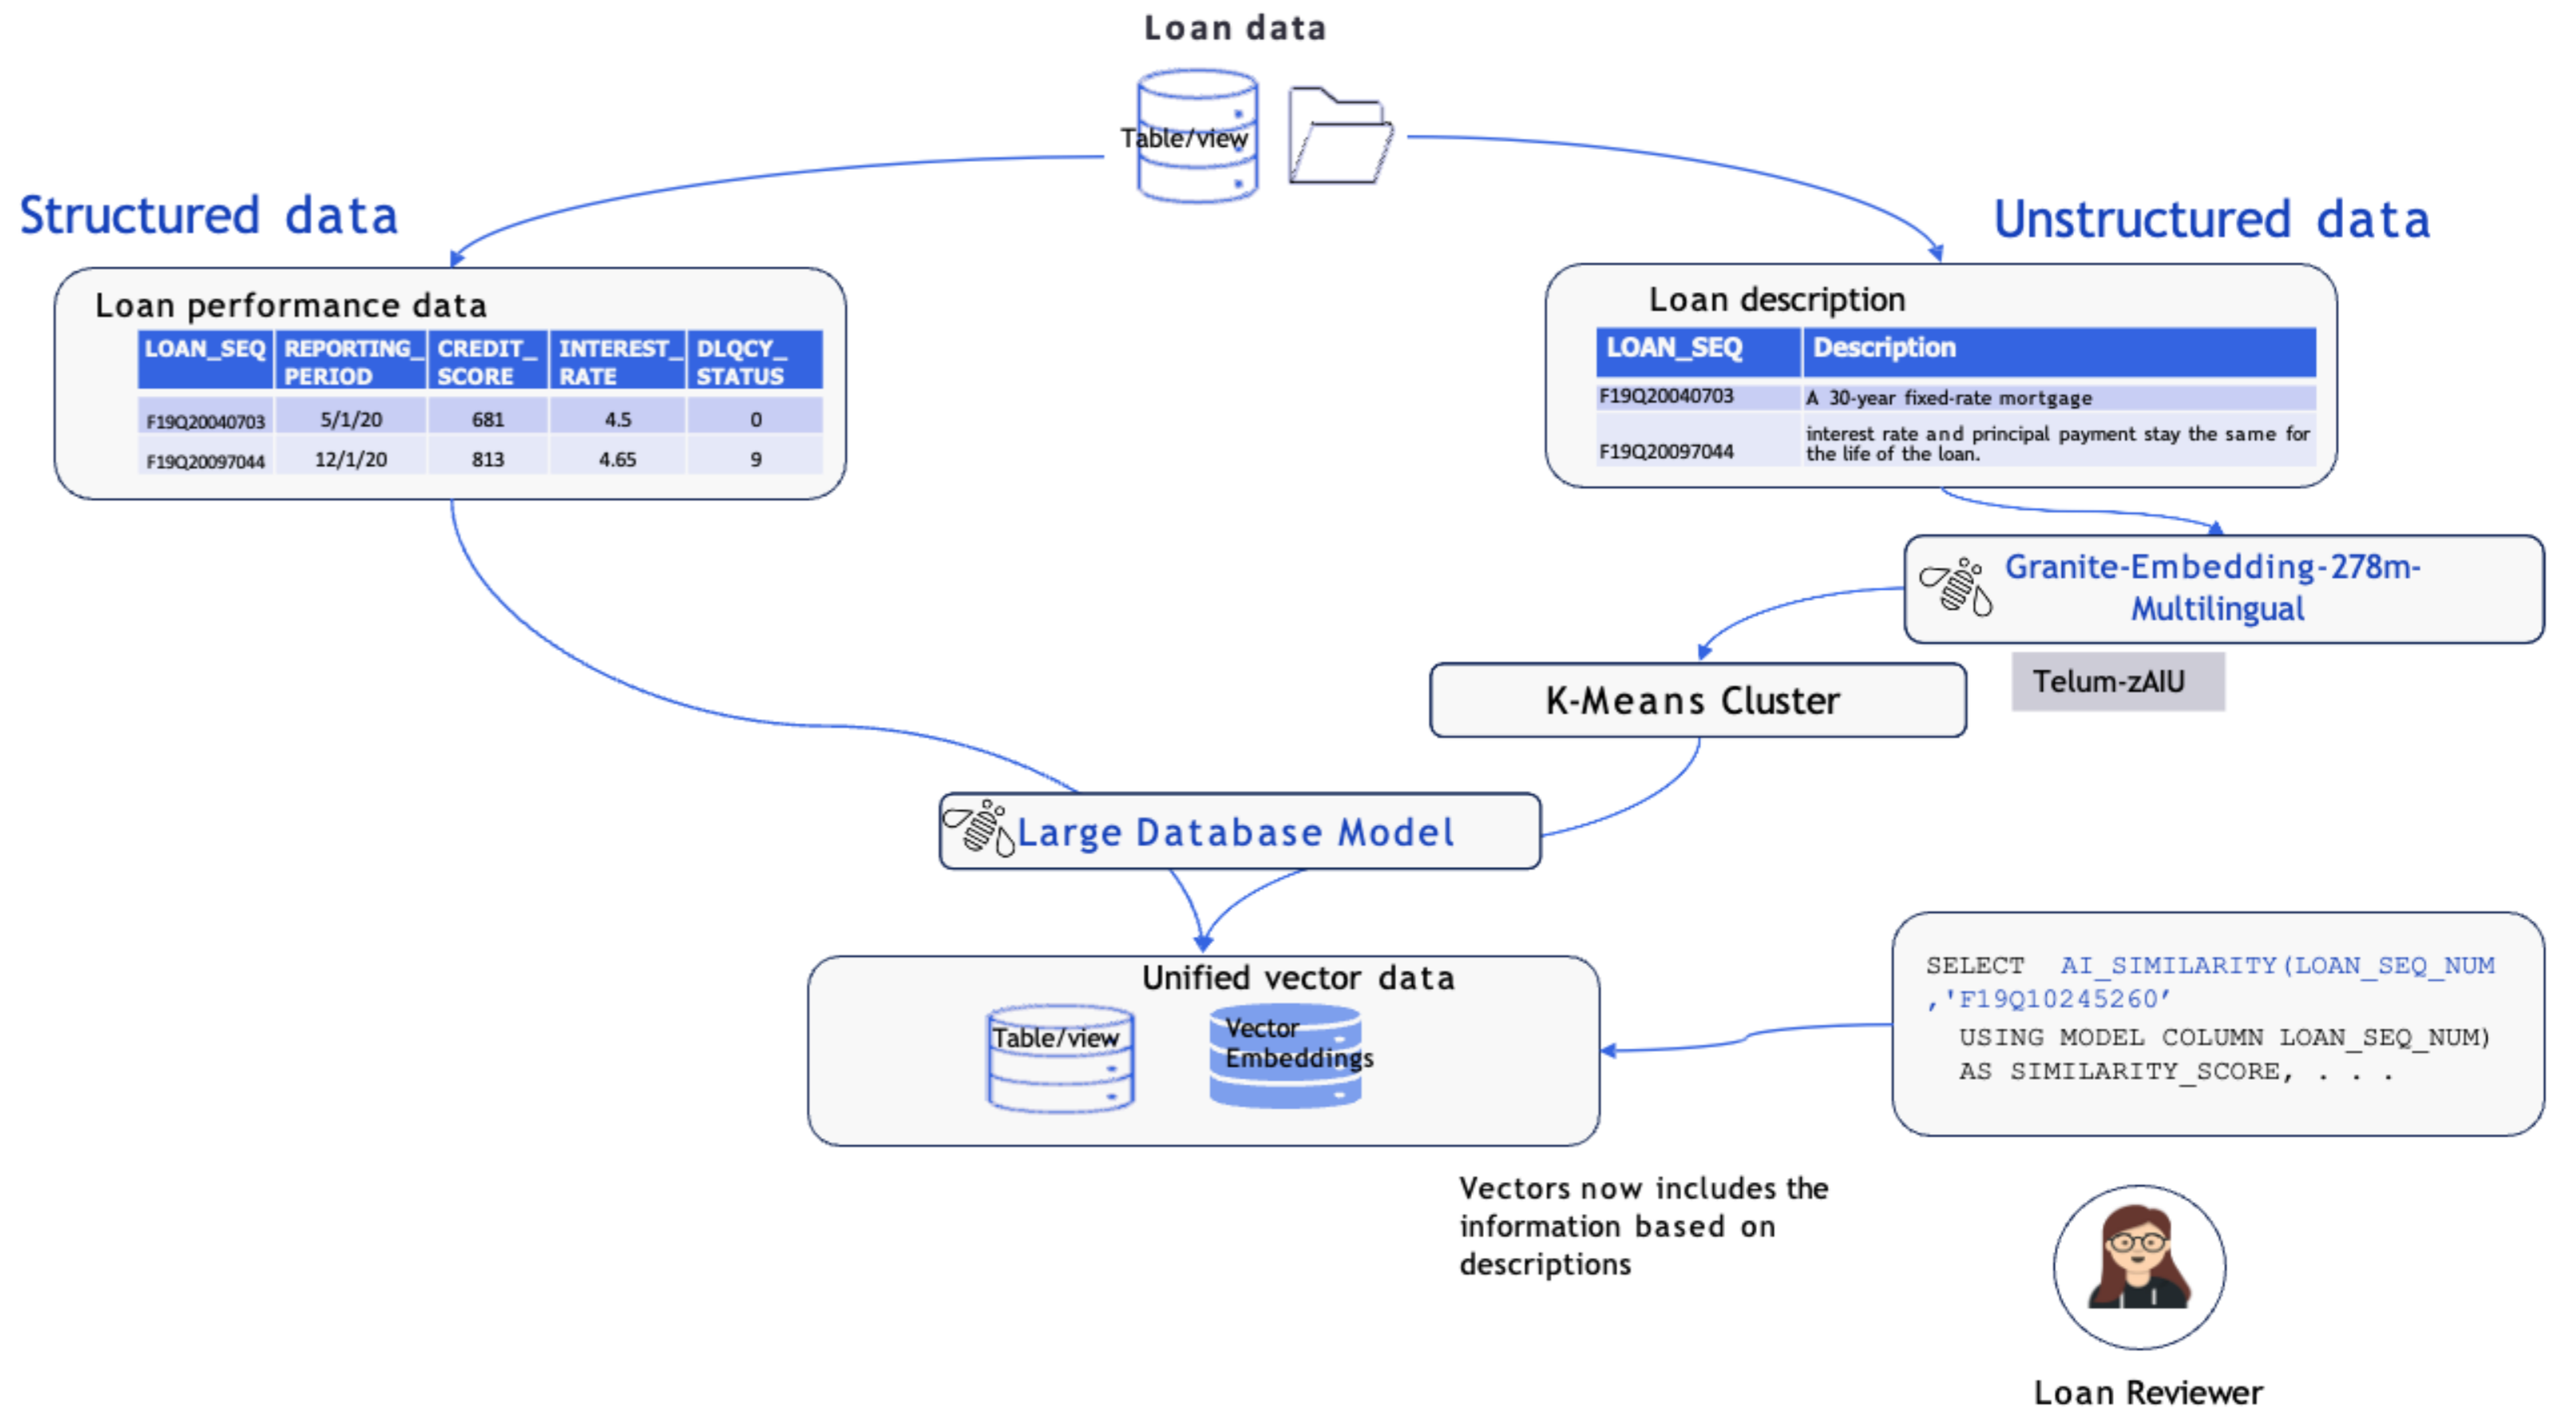 Loan data
Table/view
Structured data
Unstructured data
Loan performance data
LOAN_SEQ REPORTING_ CREDIT_ INTEREST_ DLQCY_
PERIOD SCORE RATE STATUS
F19Q20040703 5/1/20 681 4.5 0
F19Q20097044 12/1/20 813 4.65 9
Loan description
LOAN_SEQ Description
F19Q20040703 A 30-year fixed-rate mortgage
interest rate and principal payment stay the same for
F19Q20097044
the life of the loan.
Granite-Embedding-278m-
Multilingual
Telum-zAIU
K-Means Cluster
Large Database Model
Unified vector data
Table/view
Vector
Embeddings
SELECT AI_SIMILARITY(LOAN_SEQ_NUM
,'F19Q10245260’
USING MODEL COLUMN LOAN_SEQ_NUM)
AS SIMILARITY_SCORE, . . .
Vectors now includes the
information based on
descriptions
Loan Reviewer